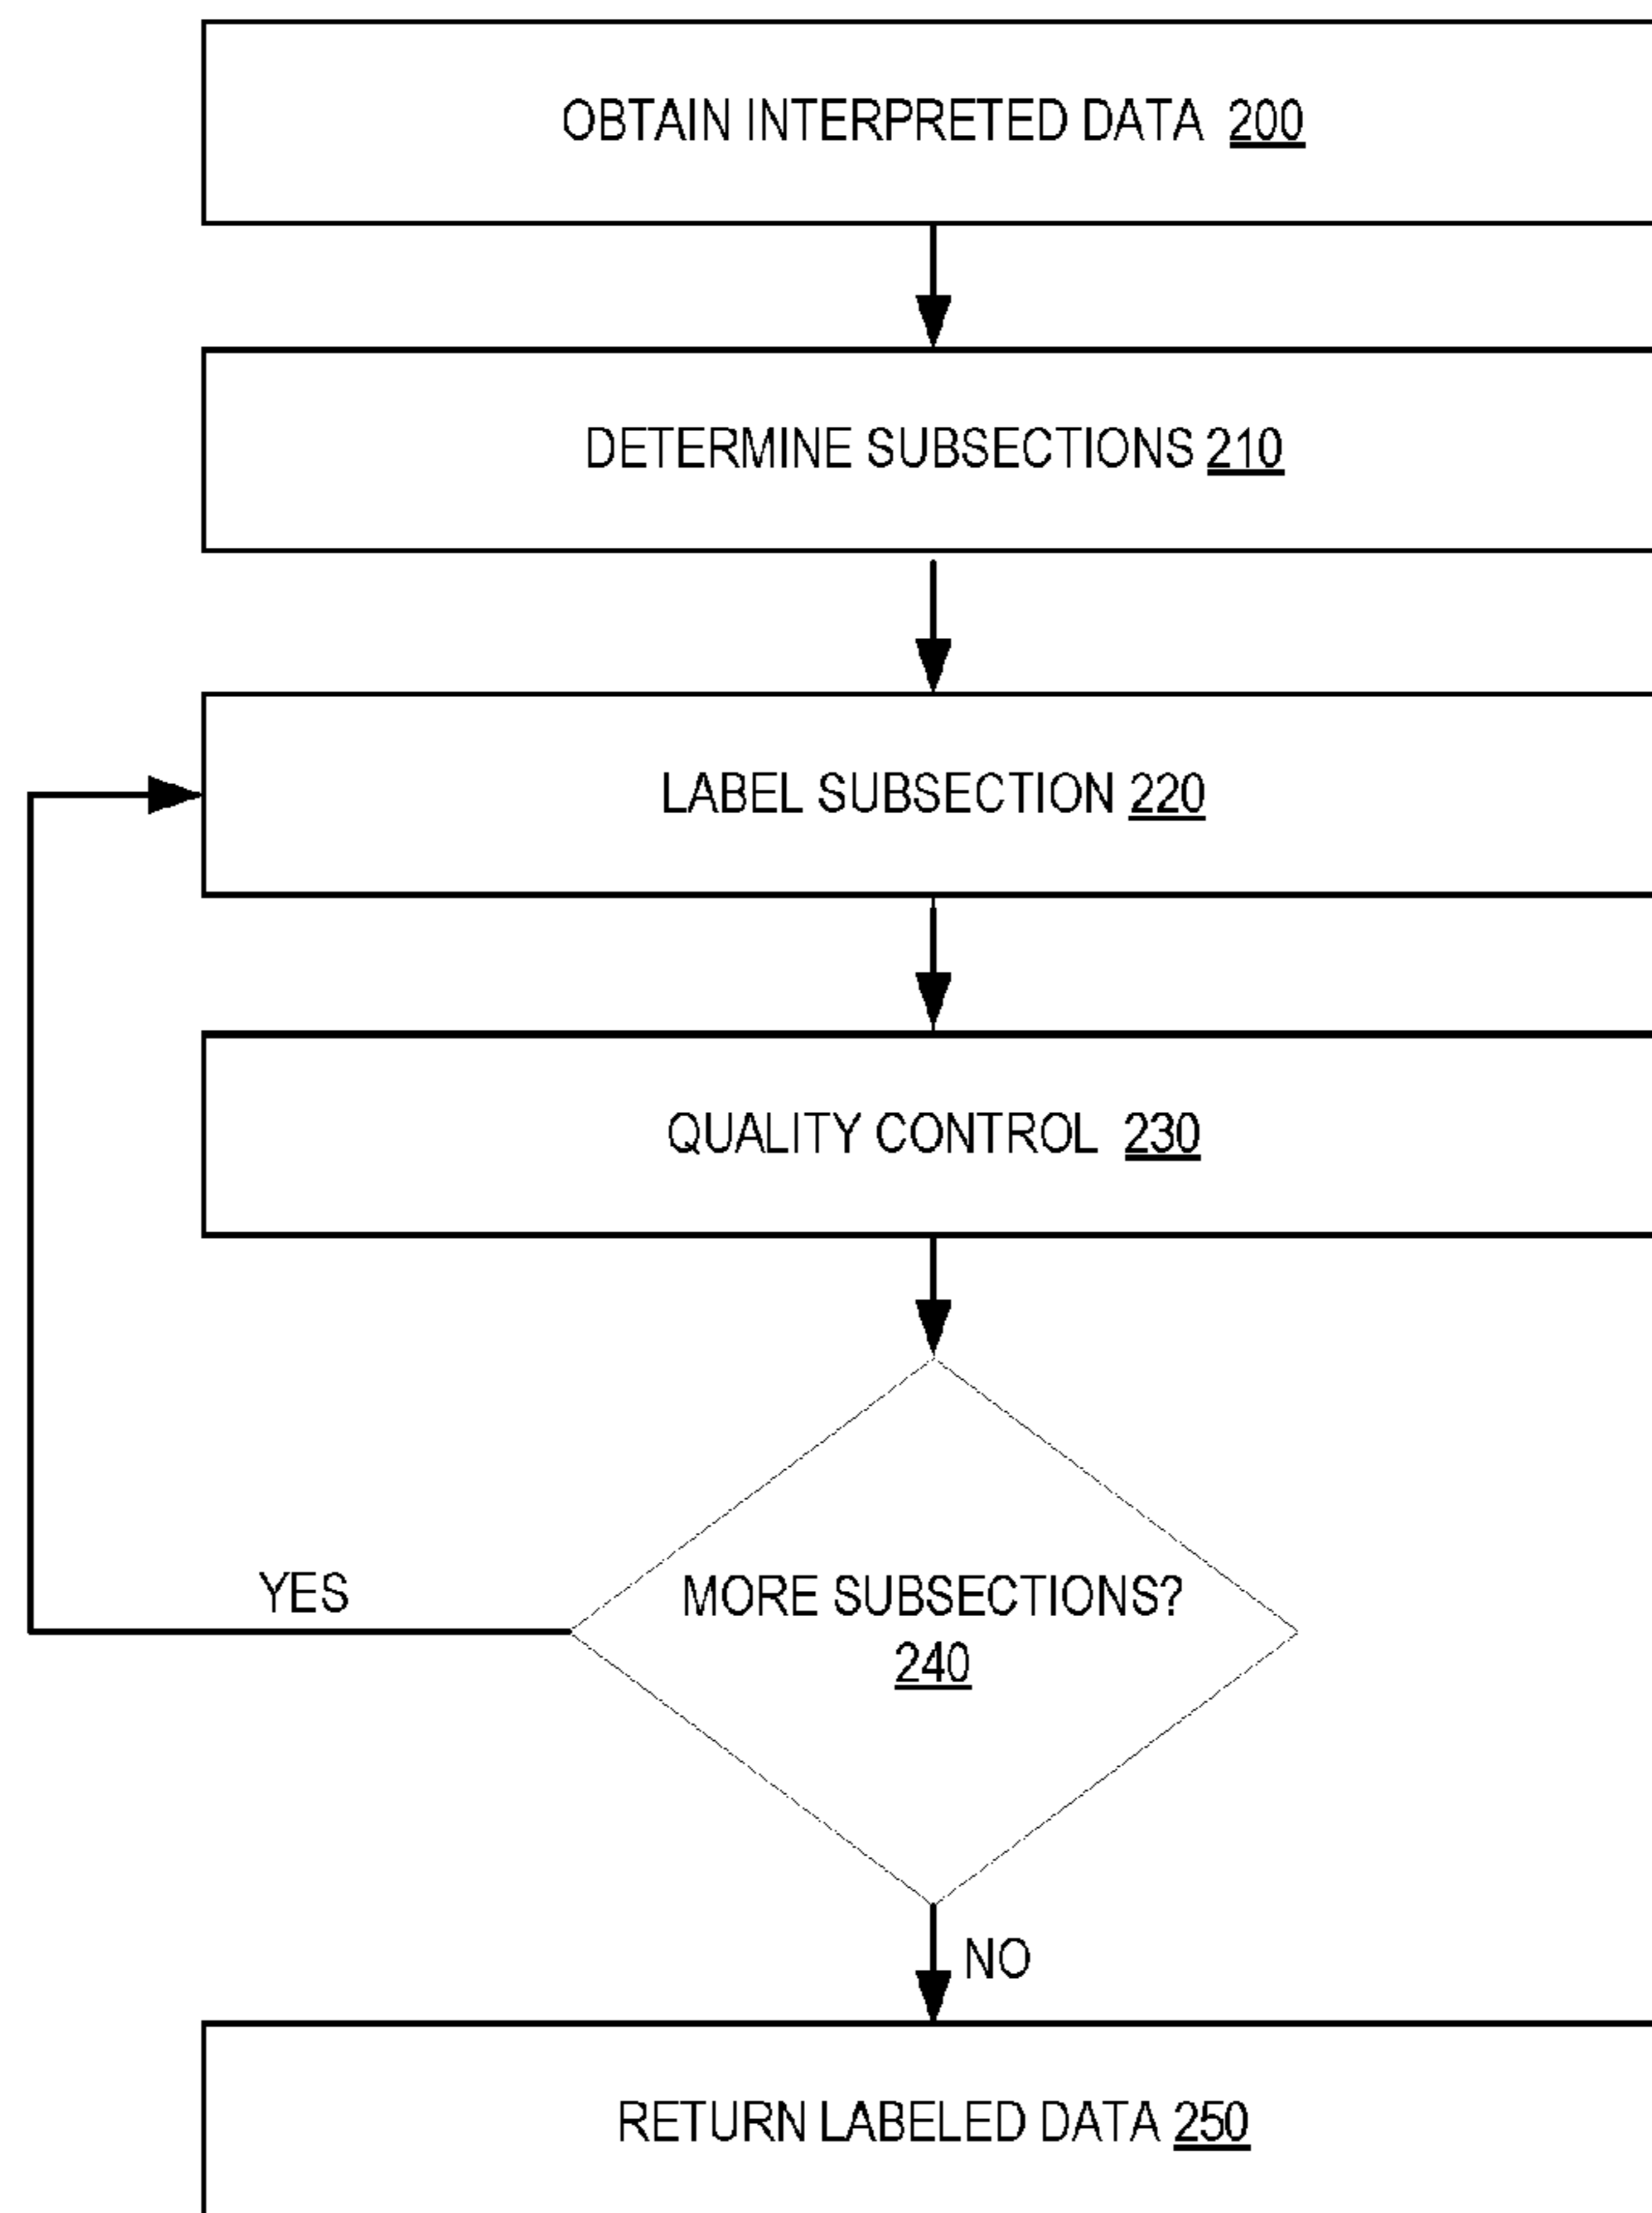 OBTAIN INTERPRETED DATA 200
DETERMINE SUBSECTIONS 210
LABEL SUBSECTION 220
QUALITY CONTROL 230
MORE SUBSECTIONS?
240
YES
NO
RETURN LABELED DATA 250